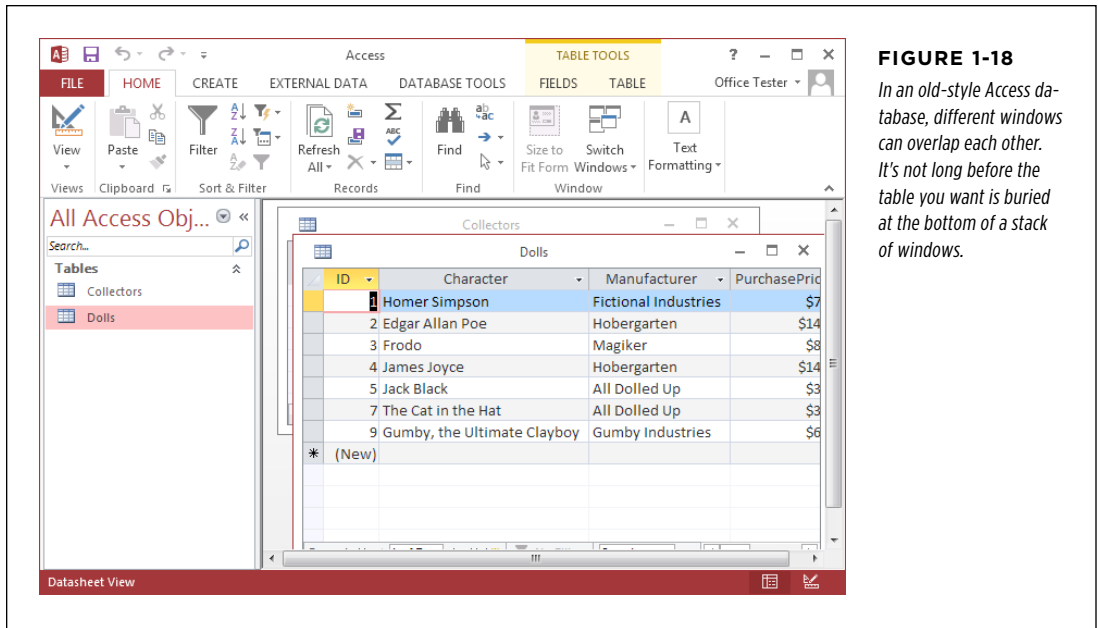 Access
TABLE TOOLS
?
FILE HOME CREATE EXTERNAL DATA DATABASE TOOLS FIELDS TABLE Office Tester
View
Paste
Filter
Refresh All
ABC
Find
ab ac
Size to Fit Form
Switch Windows
A
Text Formatting
Views Clipboard Sort & Filter Records Find Window
All Access Obj...
Search...
Tables
Collectors
Dolls
Collectors
Dolls
ID Character Manufacturer PurchasePric
1 Homer Simpson Fictional Industries $7
2 Edgar Allan Poe Hobergarten $14
3 Frodo Magiker $8
4 James Joyce Hobergarten $14
5 Jack Black All Dolled Up $3
7 The Cat in the Hat All Dolled Up $3
9 Gumby, the Ultimate Clayboy Gumby Industries $6
* (New)
Datasheet View
FIGURE 1-18
In an old-style Access da-
tabase, different windows
can overlap each other.
It's not long before the
table you want is buried
at the bottom of a stack
of windows.